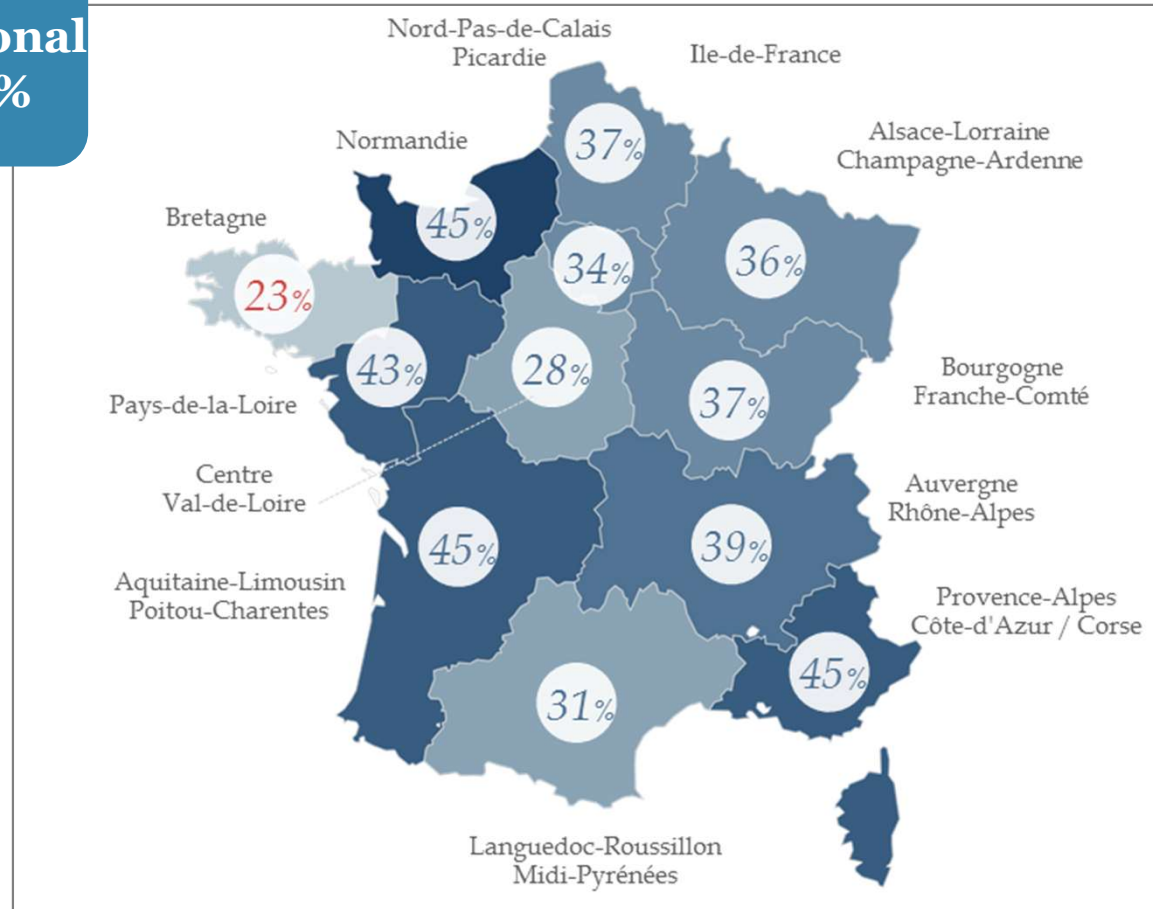 onal
%
Nord-Pas-de-Calais
Picardie
Ile-de-France
Alsace-Lorraine
Champagne-Ardenne
Normandie
Bretagne
37%
45%
34%
36%
23%
43%
28%
37%
Bourgogne
Franche-Comté
Pays-de-la-Loire
Centre
Val-de-Loire
Auvergne
Rhône-Alpes
45%
39%
Aquitaine-Limousin
Poitou-Charentes
Provence-Alpes
Côte-d'Azur / Corse
45%
31%
Languedoc-Roussillon
Midi-Pyrénées